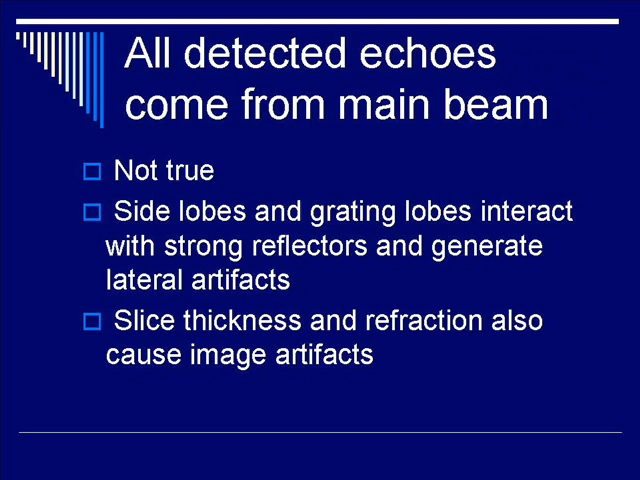 All detected echoes
come from main beam
Not true
Side lobes and grating lobes interact
with strong reflectors and generate
lateral artifacts
Slice thickness and refraction also
cause image artifacts